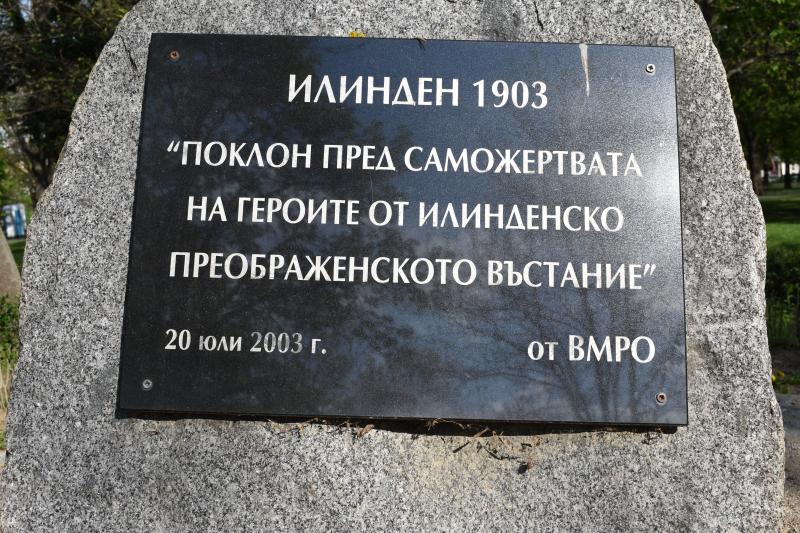 ИЛИНДЕН 1903
“ПОКЛОН ПРЕД САМОЖЕРТВАТА
НА ГЕРОИТЕ ОТ ИЛИНДЕНСКО
ПРЕОБРАЖЕНСКОТО ВЪСТАНИЕ”
20 юли 2003 г. от ВМРО